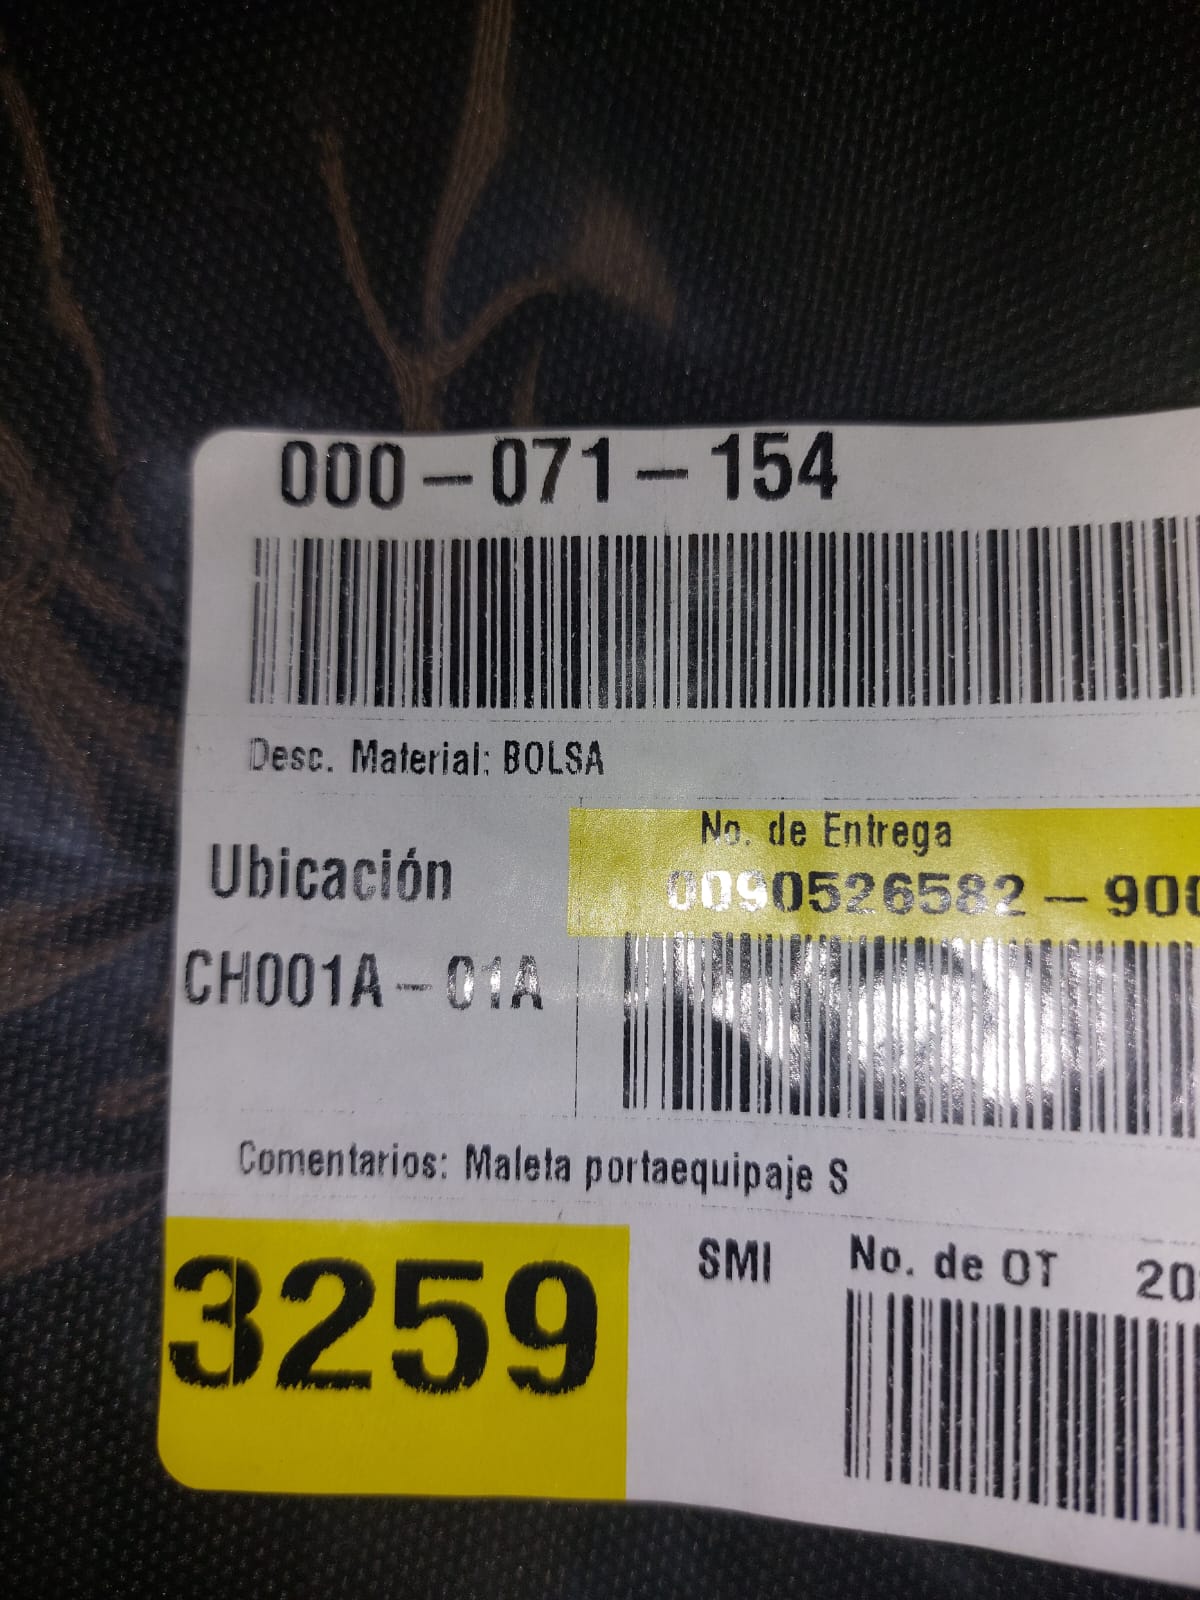 000-071-154
Desc. Material: BOLSA
No. de Entrega
Ubicación
0090526582-900
CH001A-01A
Comentarios: Maleta portaequipaje S
3259
SMI
No. de OT 20